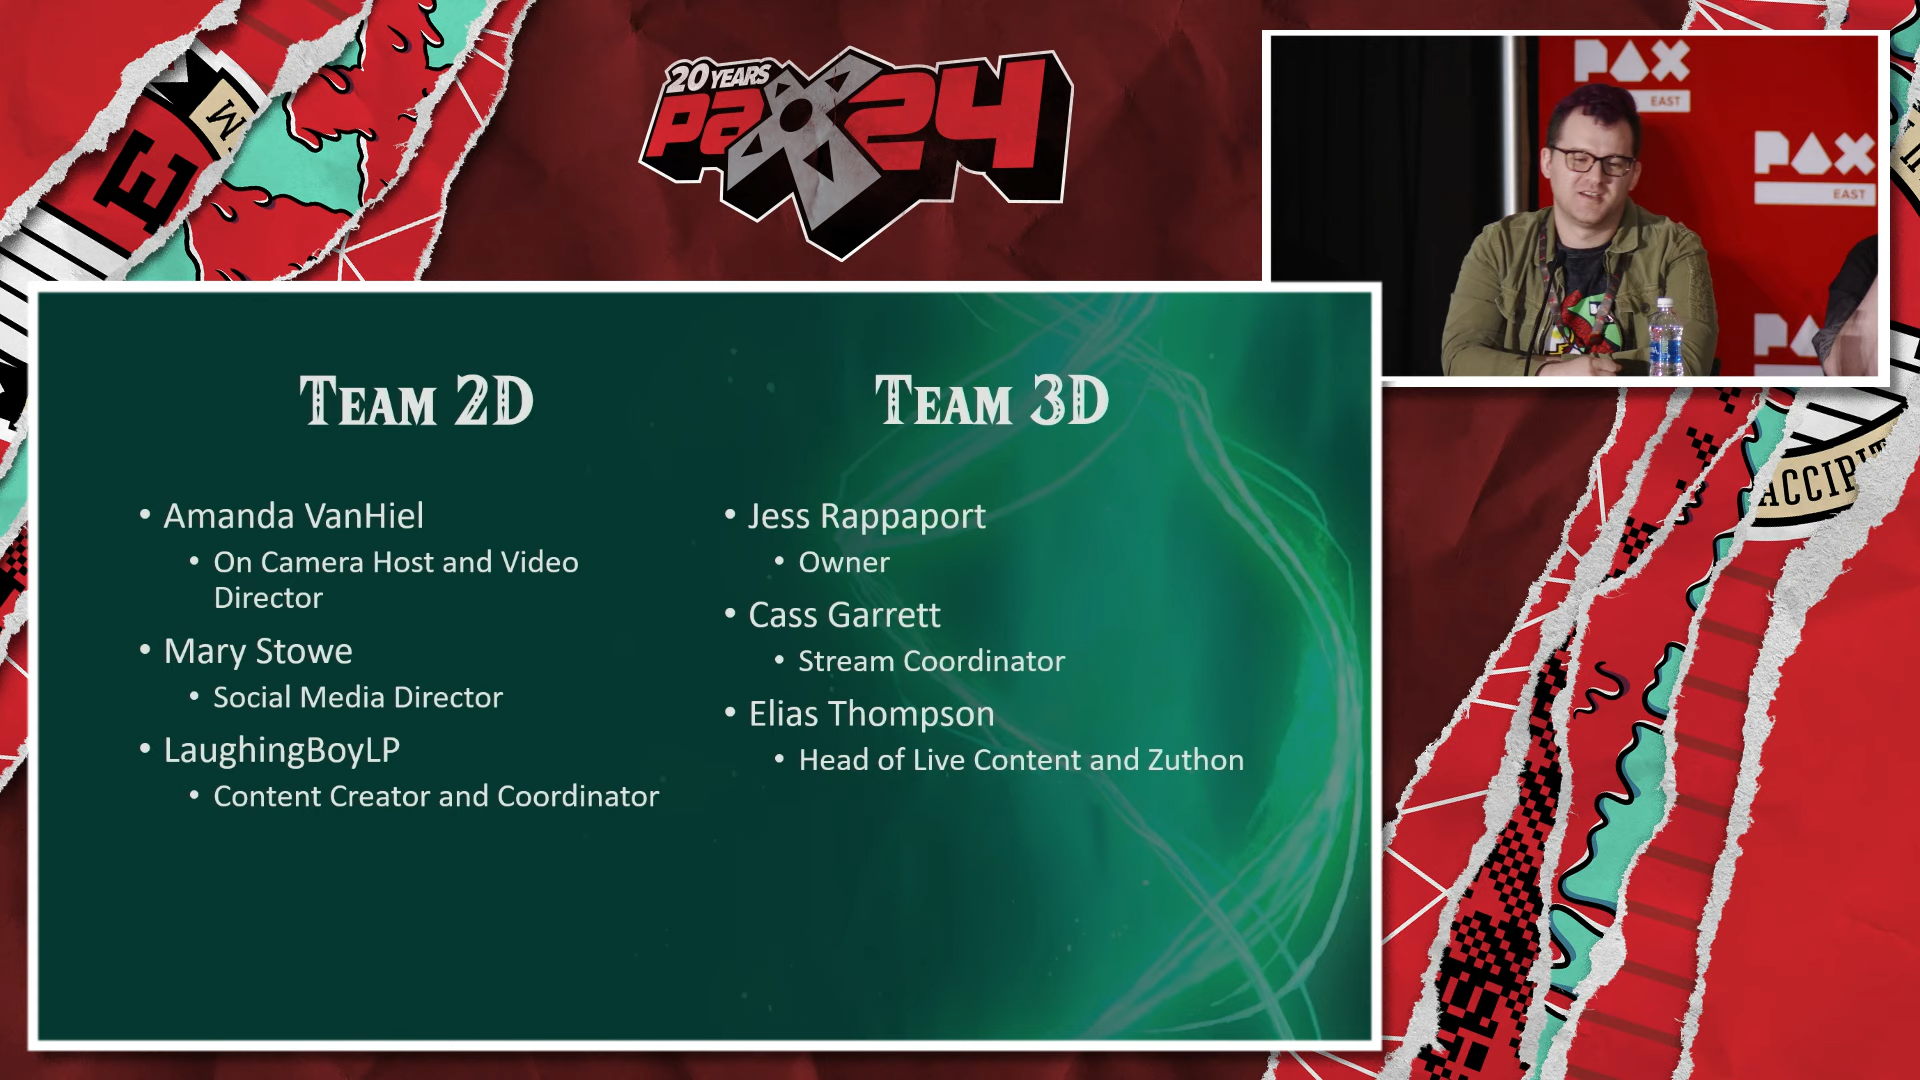 20 YEARS
PAX 24
PAX
EAST
PAX
EAST
E
M
Team 2D
• Amanda VanHiel
• On Camera Host and Video
Director
• Mary Stowe
• Social Media Director
• LaughingBoyLP
• Content Creator and Coordinator
Team 3D
• Jess Rappaport
• Owner
• Cass Garrett
• Stream Coordinator
• Elias Thompson
• Head of Live Content and Zuthon